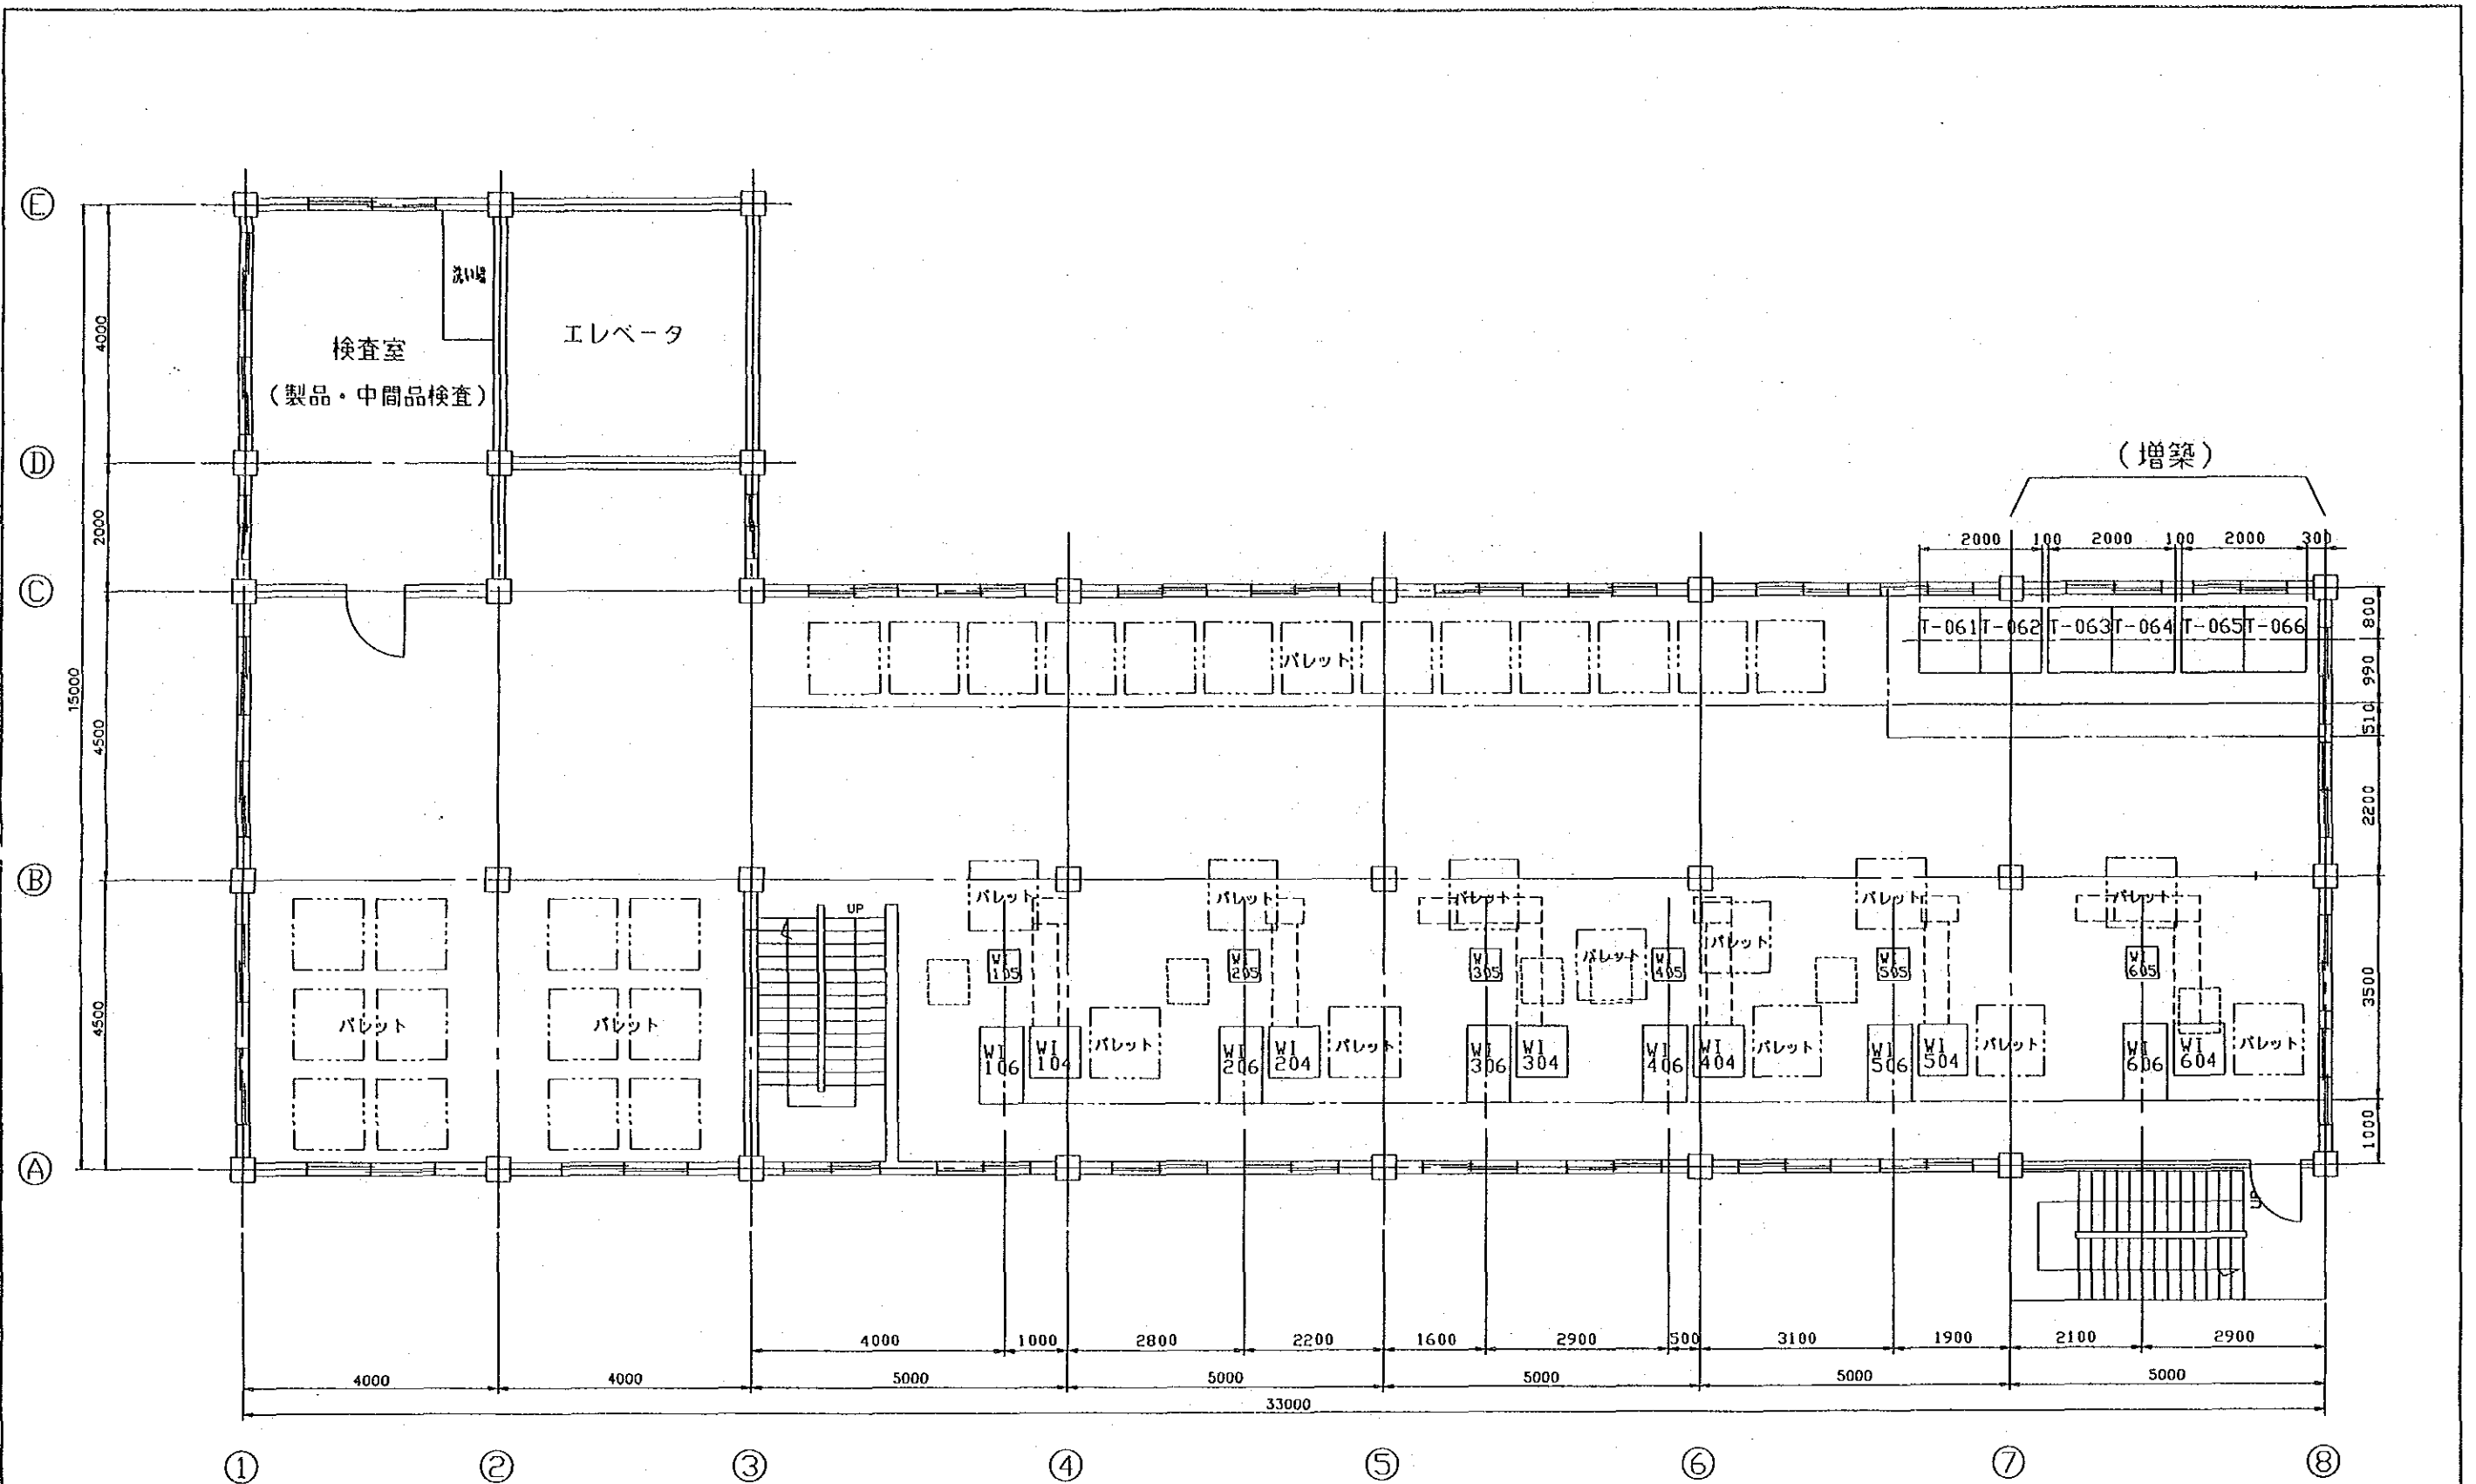 Ⓔ
洗い場
エレベータ
4000
検査室
(製品・中間品検査)
Ⓓ
(増築)
2000
2000
100
2000
100
2000
300
Ⓒ
800
T-061
T-062
T-063
T-064
T-065
T-066
パレット
990
15000
4500
510
2200
Ⓑ
パレット
パレット
パレット
パレット
パレット
UP
パレット
パレット
WI
105
WI
205
WI
305
WI
405
WI
505
WI
605
3500
4500
パレット
パレット
WI
106
WI
104
パレット
WI
206
WI
204
パレット
WI
306
WI
304
WI
406
WI
404
パレット
WI
506
WI
504
パレット
WI
606
WI
604
パレット
1000
Ⓐ
UP
4000
1000
2800
2200
1600
2900
500
3100
1900
2100
2900
4000
4000
5000
5000
5000
5000
5000
33000
①
②
③
④
⑤
⑥
⑦
⑧